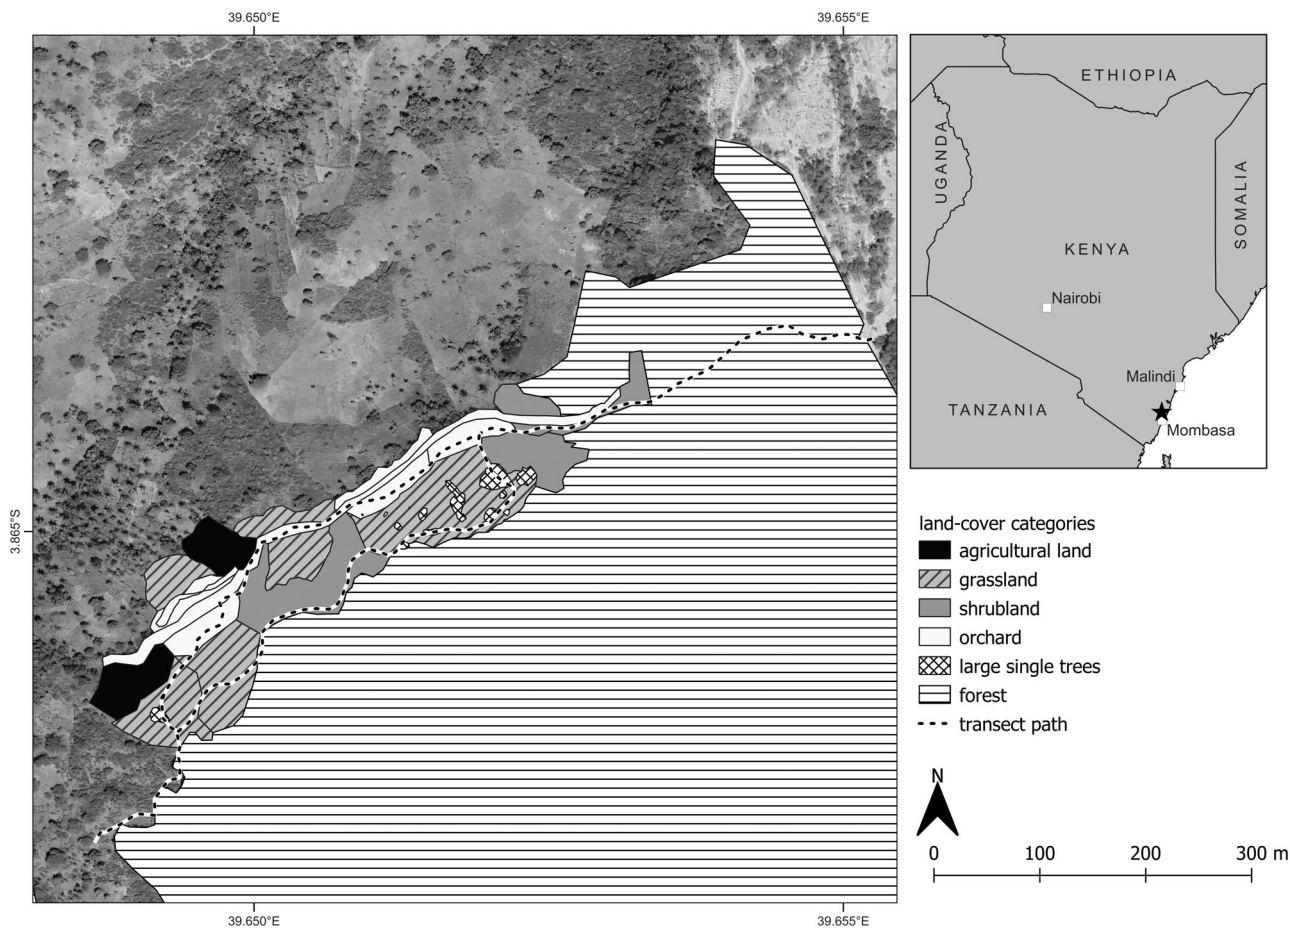 39.650°E
39.655°E
3.865°S
39.650°E
39.655°E
ETHIOPIA
UGANDA
SOMALIA
KENYA
Nairobi
Malindi
TANZANIA
Mombasa
land-cover categories
agricultural land
grassland
shrubland
orchard
large single trees
forest
transect path
N
0 100 200 300 m